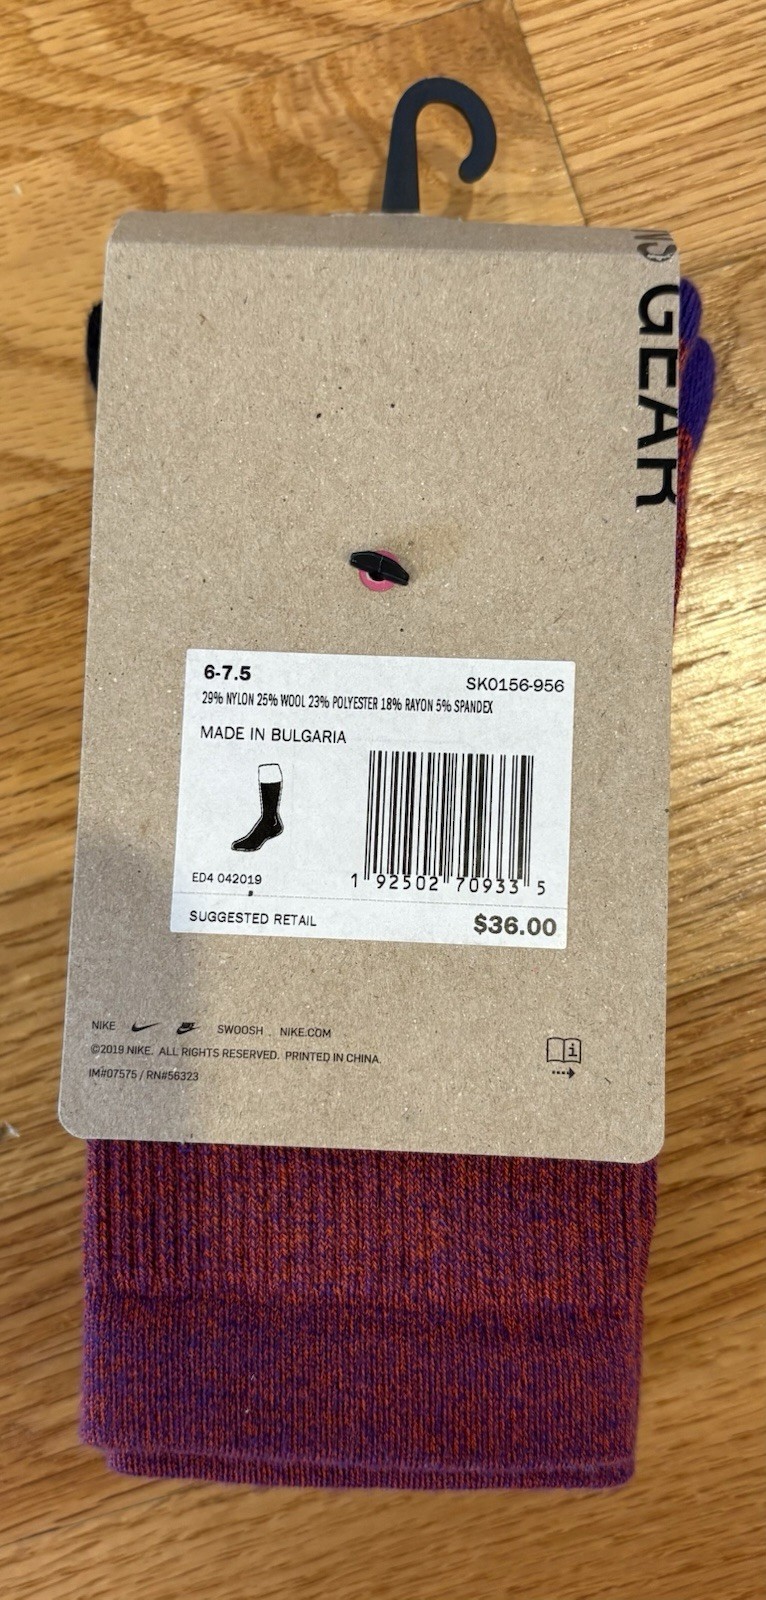 GEAR
6-7.5
SK0156-956
29% NYLON 25% WOOL 23% POLYESTER 18% RAYON 5% SPANDEX
MADE IN BULGARIA
ED4 042019
1 92502 70933 5
SUGGESTED RETAIL $36.00
NIKE SWOOSH NIKE.COM
©2019 NIKE. ALL RIGHTS RESERVED. PRINTED IN CHINA.
IM#07575 / RN#56323